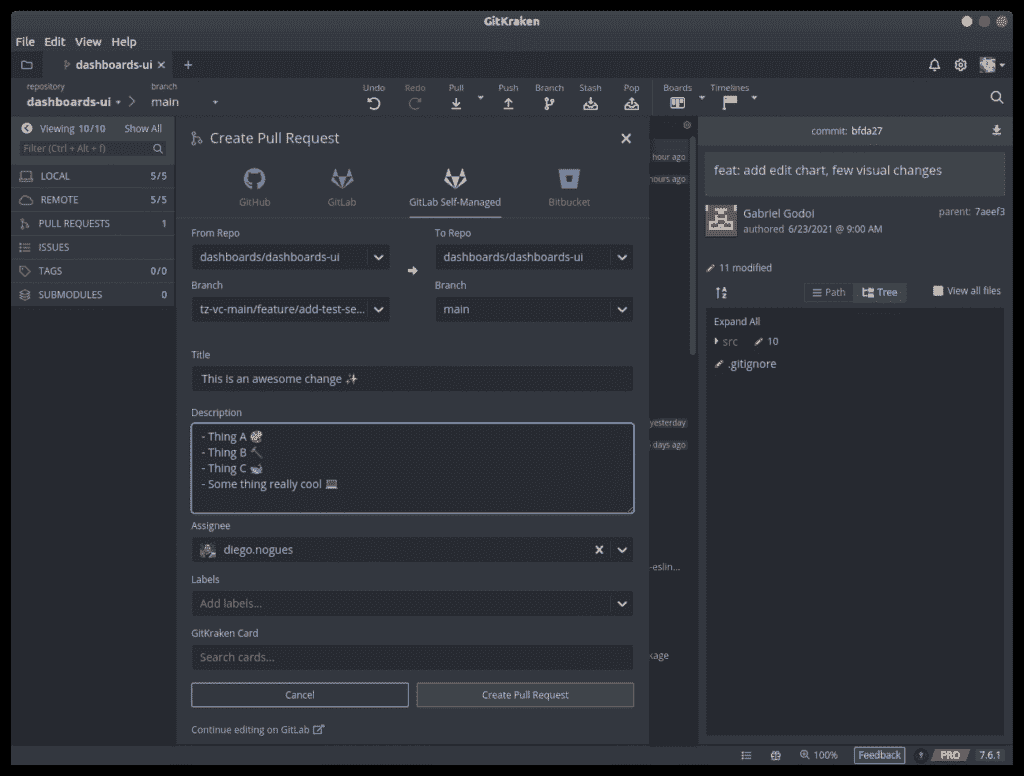 GitKraken
File Edit View Help
dashboards-ui
repository
dashboards-ui
branch
main
Undo
Redo
Pull
Push
Branch
Stash
Pop
Boards
Timelines
Viewing 10/10 Show All
Filter (Ctrl + Alt + f)
LOCAL 5/5
REMOTE 5/5
PULL REQUESTS 1
ISSUES
TAGS 0/0
SUBMODULES 0
Create Pull Request
GitHub
GitLab
GitLab Self-Managed
Bitbucket
From Repo
dashboards/dashboards-ui
Branch
tz-vc-main/feature/add-test-se...
To Repo
dashboards/dashboards-ui
Branch
main
Title
This is an awesome change ✨
Description
- Thing A
- Thing B 🔨
- Thing C
- Some thing really cool
Assignee
diego.nogues
Labels
Add labels...
GitKraken Card
Search cards...
Cancel
Create Pull Request
Continue editing on GitLab
hour ago
hours ago
yesterday
days ago
-eslin...
kage
commit: bfda27
feat: add edit chart, few visual changes
Gabriel Godoi
authored 6/23/2021 @ 9:00 AM
parent: 7aeef3
11 modified
Path
Tree
View all files
Expand All
src 10
.gitignore
100%
Feedback
?
PRO
7.6.1